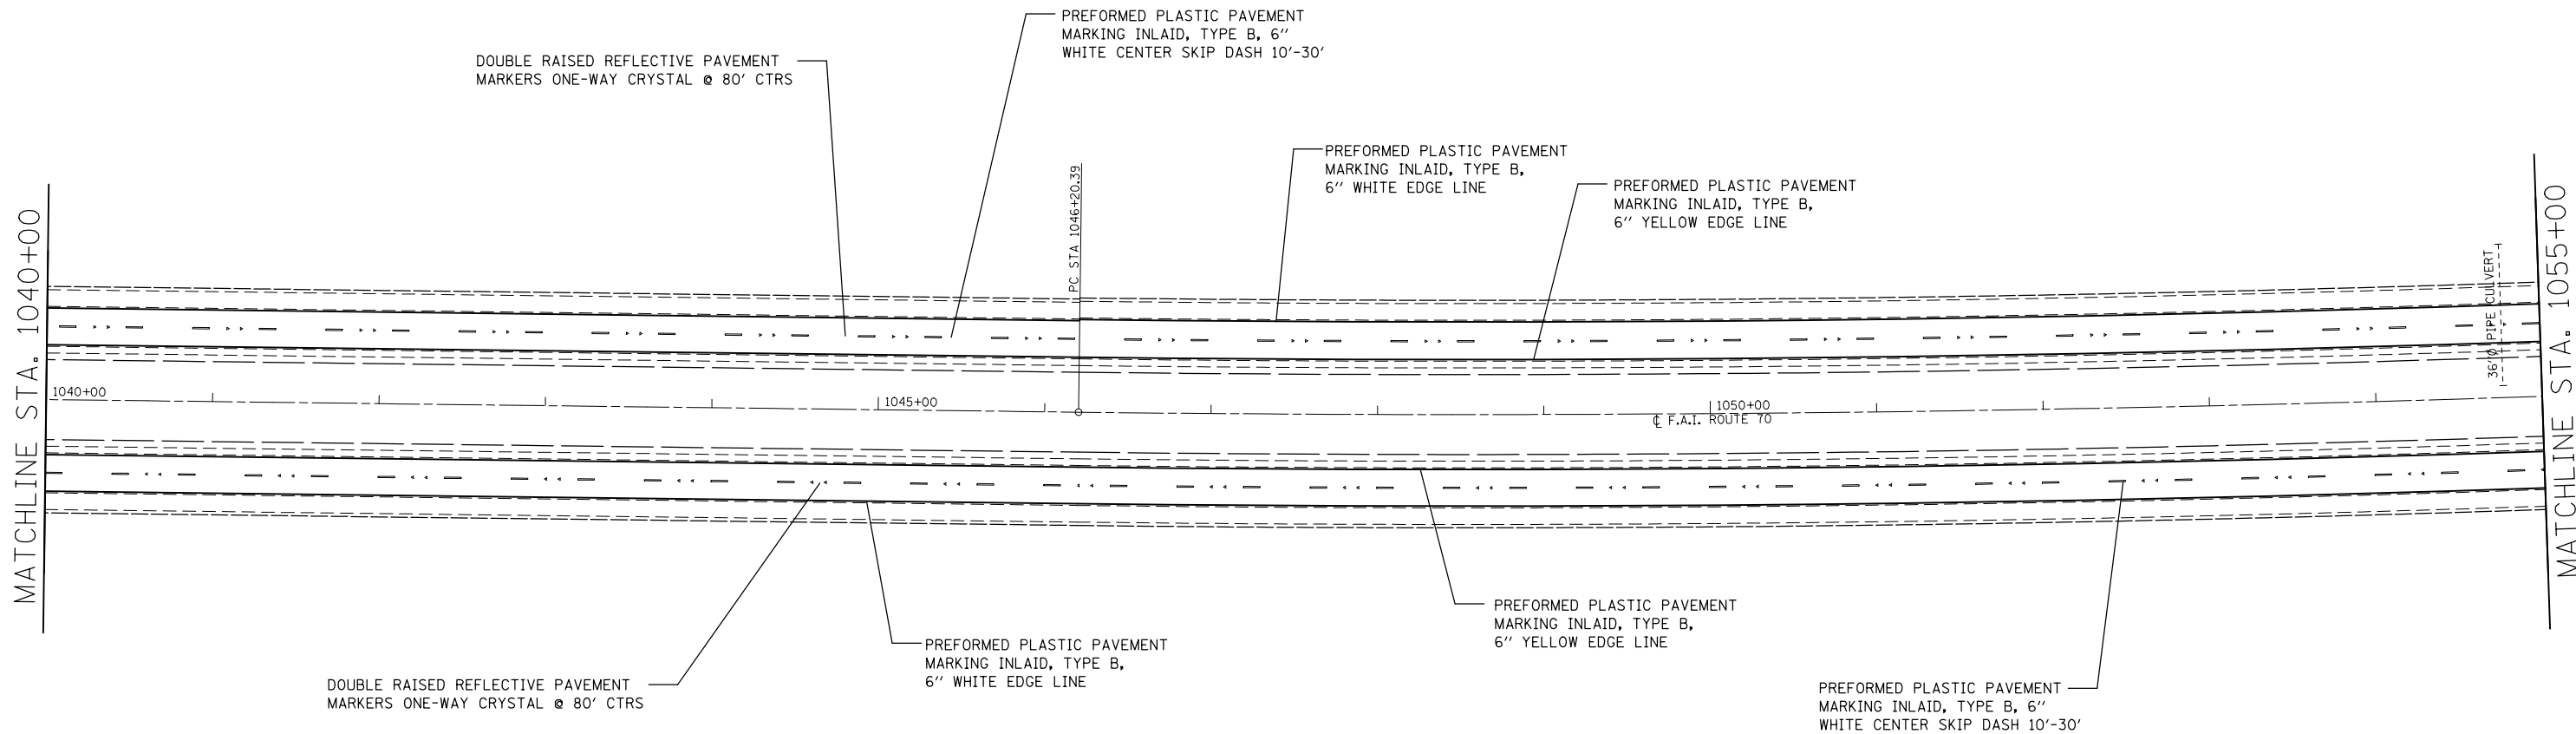 PREFORMED PLASTIC PAVEMENT
MARKING INLAID, TYPE B, 6''
WHITE CENTER SKIP DASH 10'-30'
DOUBLE RAISED REFLECTIVE PAVEMENT
MARKERS ONE-WAY CRYSTAL @ 80' CTRS
PREFORMED PLASTIC PAVEMENT
MARKING INLAID, TYPE B,
6'' WHITE EDGE LINE
PREFORMED PLASTIC PAVEMENT
MARKING INLAID, TYPE B,
6'' YELLOW EDGE LINE
MATCHLINE STA. 1040+00
PC STA 1046+20.39
36''Ø PIPE CULVERT
MATCHLINE STA. 1055+00
1040+00
1045+00
1050+00
℄ F.A.I. ROUTE 70
PREFORMED PLASTIC PAVEMENT
MARKING INLAID, TYPE B,
6'' YELLOW EDGE LINE
PREFORMED PLASTIC PAVEMENT
MARKING INLAID, TYPE B,
6'' WHITE EDGE LINE
DOUBLE RAISED REFLECTIVE PAVEMENT
MARKERS ONE-WAY CRYSTAL @ 80' CTRS
PREFORMED PLASTIC PAVEMENT
MARKING INLAID, TYPE B, 6''
WHITE CENTER SKIP DASH 10'-30'